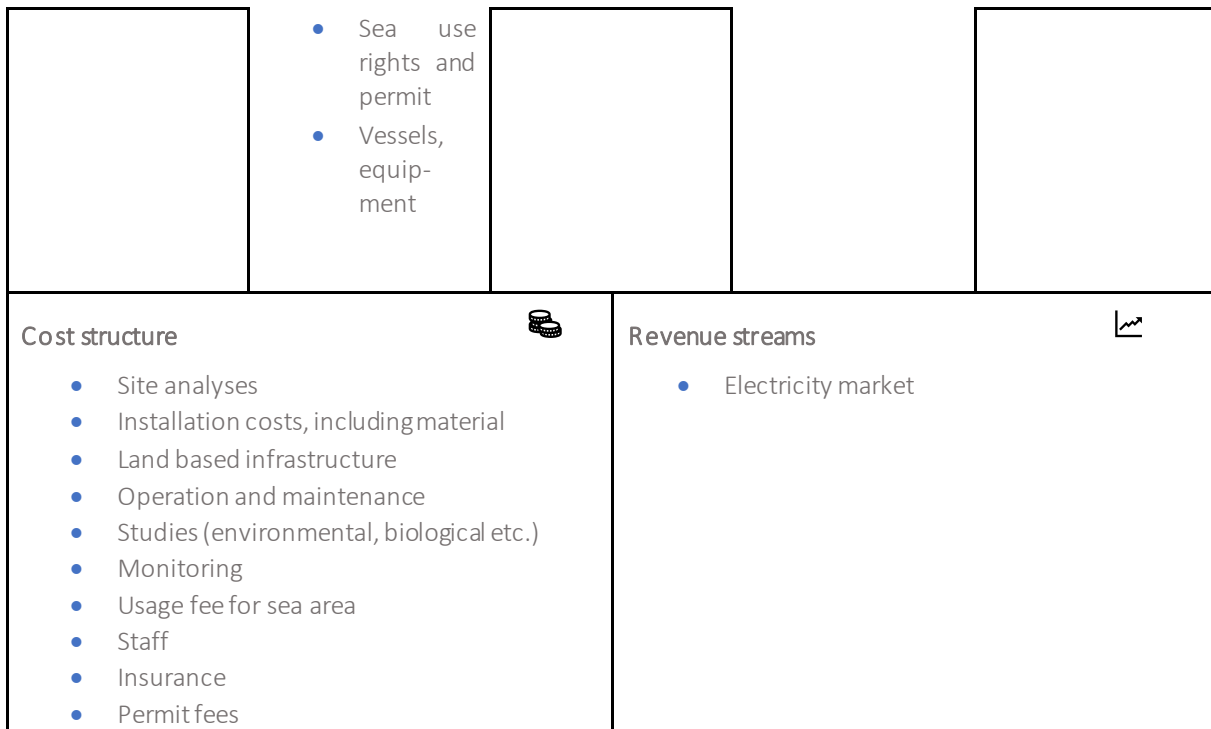 Sea use
rights and
permit
Vessels,
equip-
ment
Cost structure
Site analyses
Installation costs, including material
Land based infrastructure
Operation and maintenance
Studies (environmental, biological etc.)
Monitoring
Usage fee for sea area
Staff
Insurance
Permit fees
Revenue streams
Electricity market